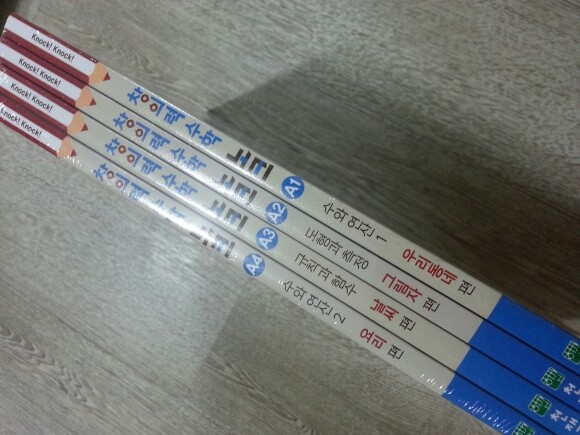 Knock! Knock! 창의력 수학 노크 A1 수와 연산 1 우리동네 편
Knock! Knock! 창의력 수학 노크 A2 도형과 측정 그림자 편
Knock! Knock! 창의력 수학 노크 A3 규칙과 함수 날씨 편
Knock! Knock! 창의력 수학 노크 A4 수와 연산 2 요리 편